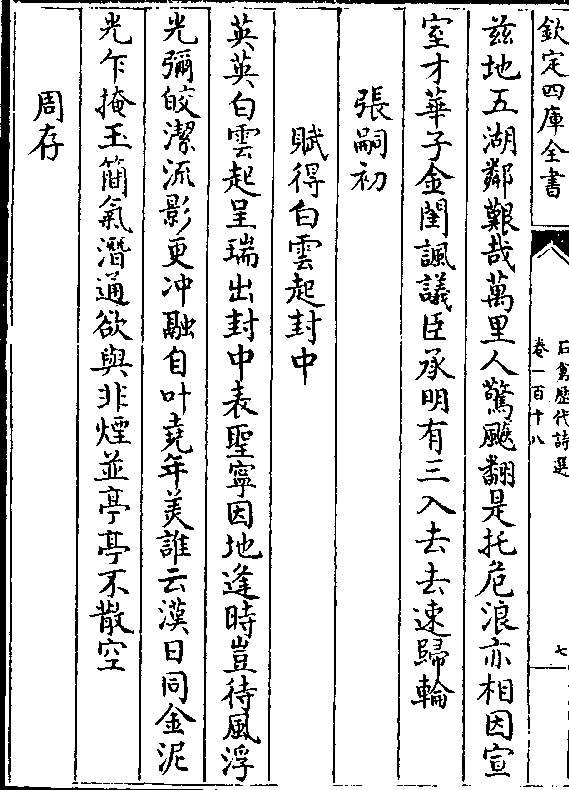 欽定四庫全書
石倉歴代詩選
卷一百十八
七
兹地五湖鄰艱哉萬里人驚飈翻是托危浪亦相因宣
室才華子金閨諷議臣承明有三入去去速歸輪
張嗣初
賦得白雲起封中
英英白雲起呈瑞出封中表聖寧因地逢時豈待風浮
光彌皎潔流影更冲融自叶堯年美誰云漢日同金泥
光乍掩玉簡氣潛通欲與非煙並亭亭不散空
周存